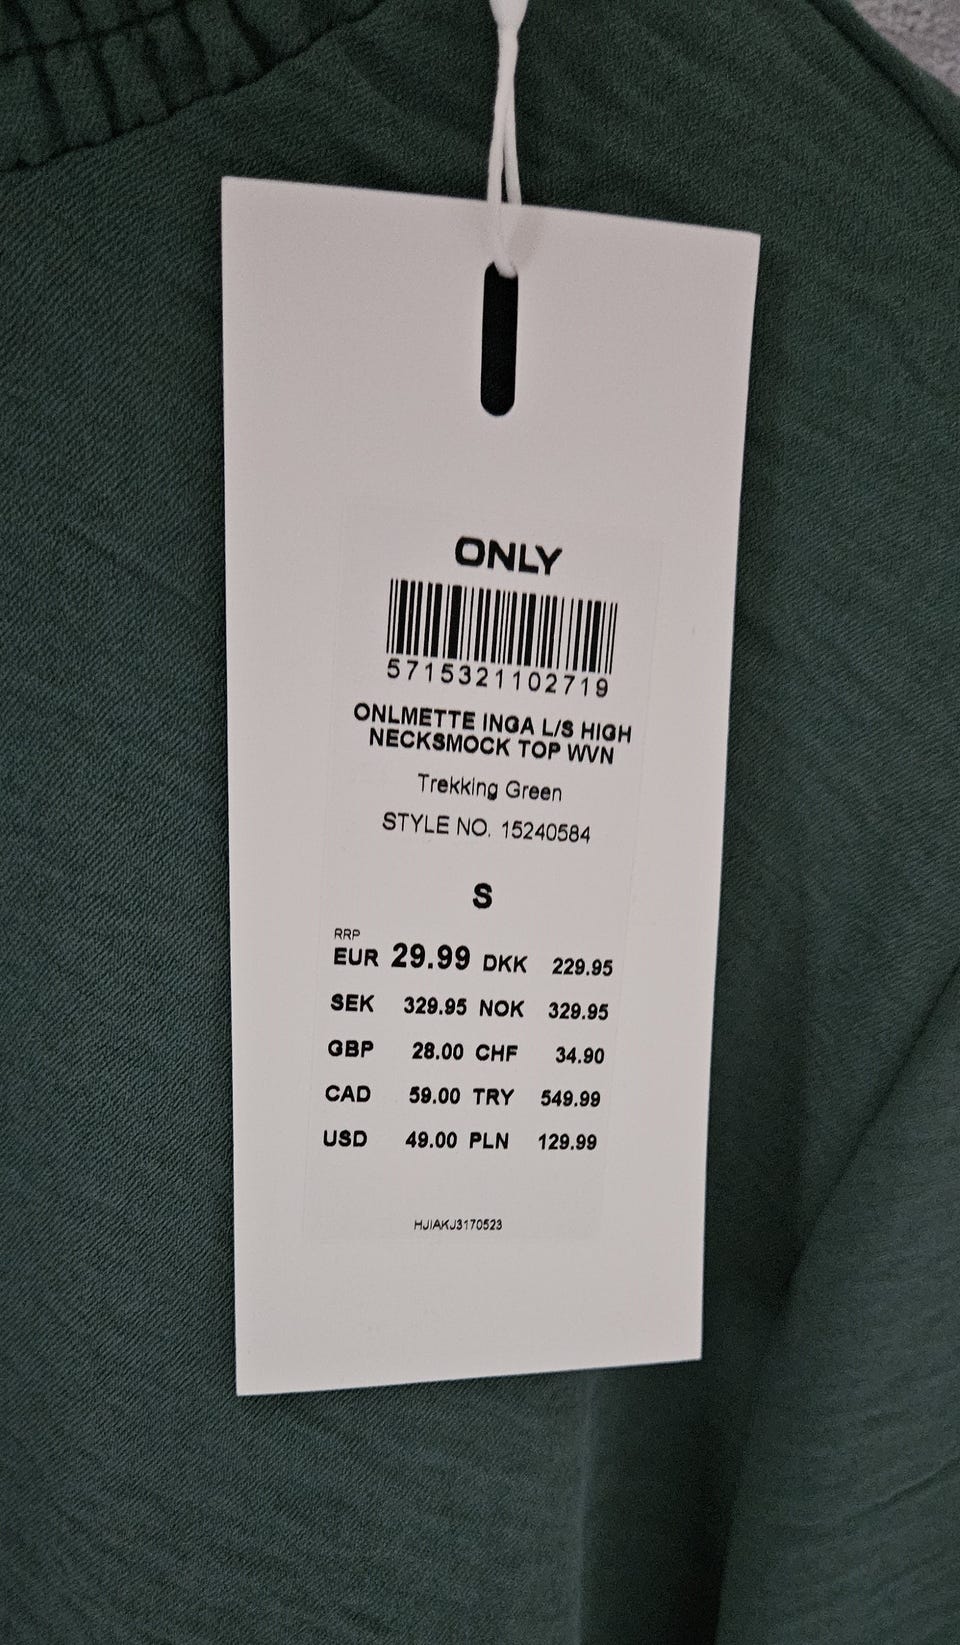 ONLY
5715321102719
ONLMETTE INGA L/S HIGH
NECKSMOCK TOP WVN
Trekking Green
STYLE NO. 15240584
S
RRP
EUR 29.99 DKK 229.95
SEK 329.95 NOK 329.95
GBP 28.00 CHF 34.90
CAD 59.00 TRY 549.99
USD 49.00 PLN 129.99
HJIAKJ3170523